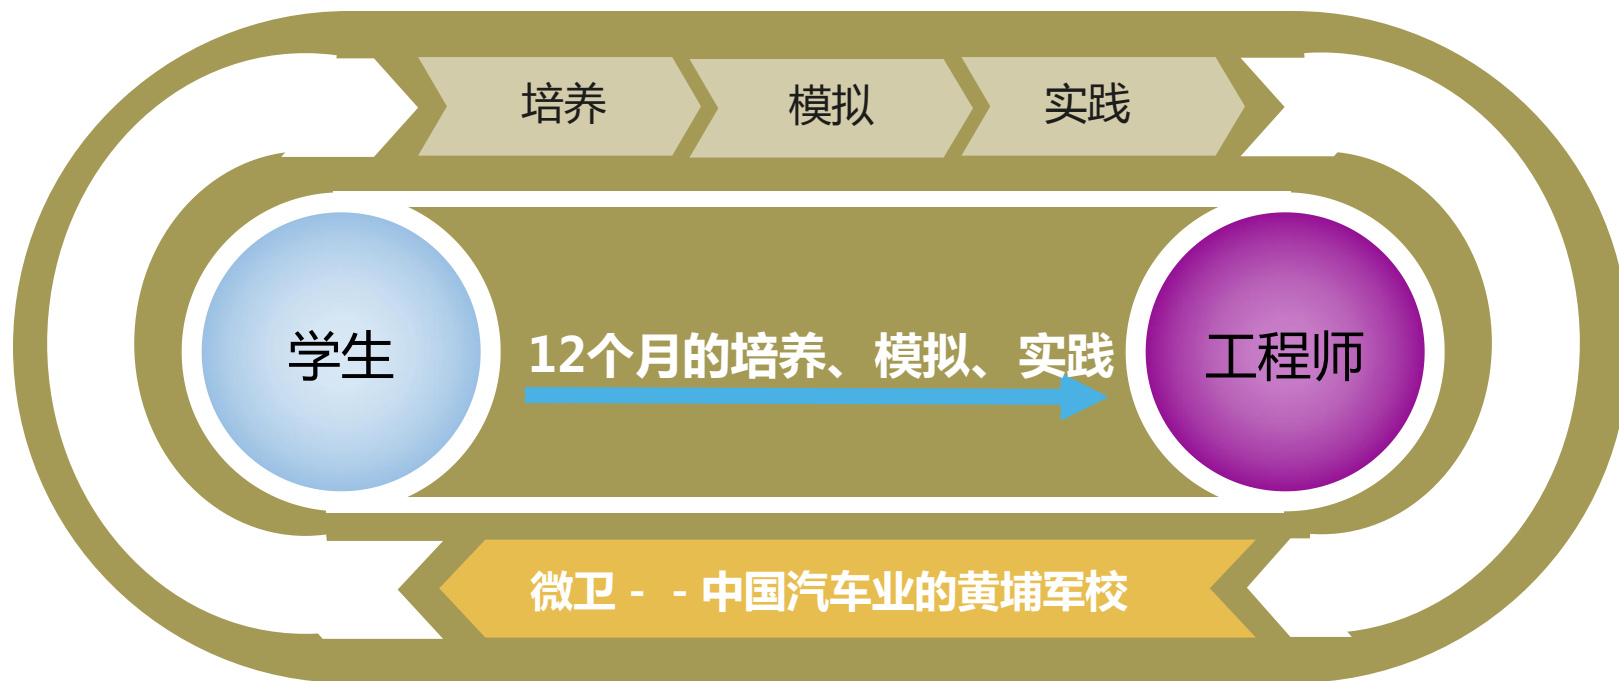 培养
模拟
实践
学生
12个月的培养、模拟、实践
工程师
微卫--中国汽车业的黄埔军校